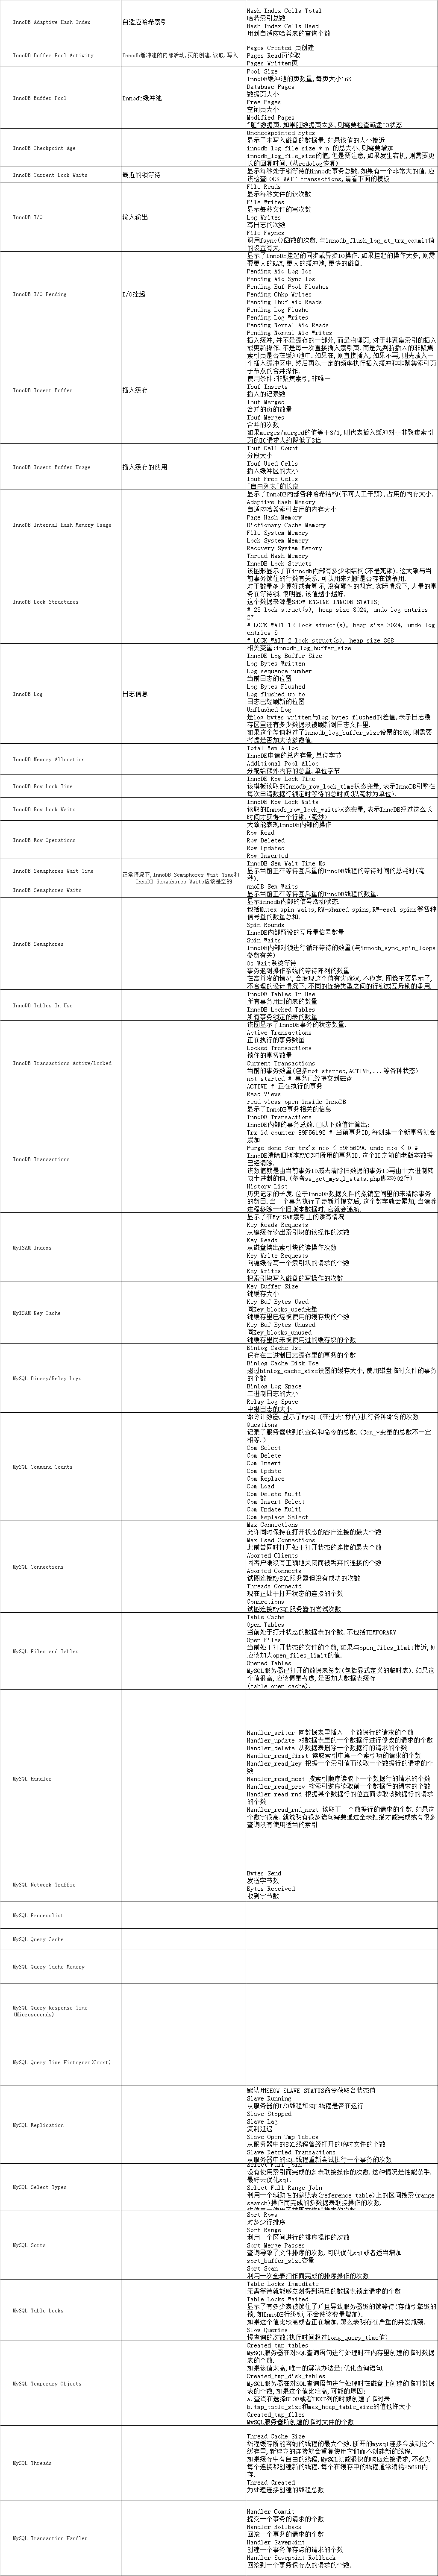 InnoDB Adaptive Hash Index
自适应哈希索引
Hash Index Cells Total
哈希索引总数
Hash Index Cells Used
用到自适应哈希表的查询个数
InnoDB Buffer Pool Activity
Innodb缓冲池的内部活动, 页的创建, 读取, 写入
Pages Created 页创建
Pages Read页读取
Pages Written页
InnoDB Buffer Pool
Innodb缓冲池
Pool Size
InnoDB缓冲池的页数量, 每页大小16K
Database Pages
数据页大小
Free Pages
空闲页大小
Modified Pages
"脏"数据页. 如果脏数据页太多, 则需要检查磁盘IO状态
InnoDB Checkpoint Age
Uncheckpointed Bytes
显示了未写入磁盘的数据量. 如果该值的大小接近
innodb_log_file_size * n 的总大小, 则需要增加
innodb_log_file_size的值, 但是要注意, 如果发生宕机, 则需要更
长的回复时间. (从redolog恢复)
InnoDB Current Lock Waits
最近的锁等待
显示每秒处于锁等待的innodb事务总数. 如果有一个非常大的值, 应
该检查LOCK WAIT transactions, 请看下面的模板
InnoDB I/O
输入输出
File Reads
显示每秒文件的读次数
File Writes
显示每秒文件的写次数
Log Writes
写日志的次数
File Fsyncs
调用fsync()函数的次数. 与innodb_flush_log_at_trx_commit值
的设置有关.
InnoDB I/O Pending
I/O挂起
显示了InnoDB挂起的同步或异步IO操作. 如果挂起的操作太多, 则需
要更大的RAM, 更大的缓冲池, 更快的磁盘.
Pending Aio Log Ios
Pending Aio Sync Ios
Pending Buf Pool Flushes
Pending Chkp Writes
Pending Ibuf Aio Reads
Pending Log Flushe
Pending Log Writes
Pending Normal Aio Reads
Pending Normal Aio Writes
InnoDB Insert Buffer
插入缓存
插入缓冲, 并不是缓存的一部分, 而是物理页, 对于非聚集索引的插入
或更新操作, 不是每一次直接插入索引页. 而是先判断插入的非聚集
索引页是否在缓冲池中. 如果在, 则直接插入, 如果不再, 则先放入一
个插入缓冲区中. 然后再以一定的频率执行插入缓冲和非聚集索引页
子节点的合并操作.
使用条件: 非聚集索引, 非唯一
Ibuf Inserts
插入的记录数
Ibuf Merged
合并的页的数量
Ibuf Merges
合并的次数
如果merges/merged的值等于3/1, 则代表插入缓冲对于非聚集索引
页的IO请求大约降低了3倍
InnoDB Insert Buffer Usage
插入缓存的使用
Ibuf Cell Count
分段大小
Ibuf Used Cells
插入缓冲区的大小
Ibuf Free Cells
"自由列表"的长度
InnoDB Internal Hash Memory Usage
显示了InnoDB内部各种哈希结构(不可人工干预), 占用的内存大小.
Adaptive Hash Memory
自适应哈希索引占用的内存大小
Page Hash Memory
Dictionary Cache Memory
File System Memory
Lock System Memory
Recovery System Memory
Thread Hash Memory
InnoDB Lock Structures
InnoDB Lock Structs
该图形显示了在innodb内部有多少锁结构(不是死锁). 这大致与当
前事务锁住的行数有关系. 可以用来判断是否存在锁争用.
对于数量多少算好或者算坏, 没有硬性的规定. 实际情况下, 大量的事
务在等待锁, 很明显, 该值越小越好.
这个数据来源是SHOW ENGINE INNODE STATUS.
# 23 lock struct(s), heap size 3024, undo log entries
27
# LOCK WAIT 12 lock struct(s), heap size 3024, undo log
entries 5
# LOCK WAIT 2 lock struct(s), heap size 368
InnoDB Log
日志信息
相关变量:innodb_log_buffer_size
InnoDB Log Buffer Size
Log Bytes Written
Log sequence number
当前日志的位置
Log Bytes Flushed
Log flushed up to
日志已经刷新的位置
Unflushed Log
是log_bytes_written与log_bytes_flushed的差值, 表示日志缓
存区里还有多少数据没被刷新到日志文件里.
如果这个差值超过了innodb_log_buffer_size设置的30%, 则需要
考虑是否加大该参数值.
InnoDB Memory Allocation
Total Mem Alloc
InnoDB申请的总内存量, 单位字节
Additional Pool Alloc
分配给额外内存的总量, 单位字节
InnoDB Row Lock Time
InnoDB Row Lock Time
该模板读取的innodb_row_lock_time状态变量, 表示InnoDB引擎在
每次申请数据行锁定时等待的总时间(以毫秒为单位).
InnoDB Row Lock Waits
InnoDB Row Lock Waits
读取的Innodb_row_lock_waits状态变量, 表示InnoDB经过这么长
时间才获得一个行锁. (毫秒)
InnoDB Row Operations
大致能表现InnoDB内部的操作
Row Read
Row Deleted
Row Updated
Row Inserted
InnoDB Semaphores Wait Time
正常情况下, InnoDB Semaphores Wait Time和
InnoDB Semaphores Waits应该是空的
InnoDB Sem Wait Time Ms
显示当前正在等待互斥量的InnoDB线程的等待时间的总耗时(毫
秒).
InnoDB Semaphores Waits
nnoDB Sem Waits
显示当前正在等待互斥量的InnoDB线程的数量.
InnoDB Semaphores
显示innodb内部的信号活动状态.
包括Mutex spin waits, RW-shared spins, RW-excl spins等各种
信号量的数量总和.
Spin Rounds
InnoDB内部预设的互斥量信号数量
Spin Waits
InnoDB内部对锁进行循环等待的数量(与innodb_sync_spin_loops
参数有关)
Os Wait系统等待
事务退到操作系统的等待阵列的数量
在高并发的情况, 会发现这个值有尖峰状, 不稳定. 图像主要显示了,
不合理的设计情况下, 不同的连接类型之间的行锁或互斥锁的争用.
InnoDB Tables In Use
InnoDB Tables In Use
所有事务用到的表的数量
InnoDB Locked Tables
所有事务锁定的表的数量
InnoDB Transactions Active/Locked
该图显示了InnoDB事务的状态数量.
Active Transactions
正在执行的事务数量
Locked Transactions
锁住的事务数量
Current Transactions
当前的事务数量(包括not started, ACTIVE, ... 等各种状态)
not started # 事务已经提交到磁盘
ACTIVE # 正在执行的事务
Read Views
read views open inside InnoDB
InnoDB Transactions
显示了InnoDB事务相关的信息
InnoDB Transactions
InnoDB内部的事务总数. 由以下数值计算出:
Trx id counter 89F56195 # 当前事务ID, 每创建一个新事务就会
累加
Purge done for trx's n:o < 89F5609C undo n:o < 0 #
InnoDB清除旧版本MVCC时所用的事务ID. 这个ID之前的老版本数据
已经清除.
该数值就是由当前事务ID减去清除旧数据的事务ID再由十六进制转
成十进制的值. (参考ss_get_mysql_stats.php脚本902行)
History List
历史记录的长度. 位于InnoDB数据文件的撤销空间里的未清除事务
的数目. 当一个事务执行了更新并提交后, 这个数字就会累加, 当清除
进程移除一个旧版本数据时, 它就会递减.
MyISAM Indexs
显示了在MyISAM索引上的读写情况
Key Reads Requests
从键缓存读出索引块的读操作的次数
Key Reads
从磁盘读出索引块的读操作次数
Key Write Requests
向键缓存写一个索引块的请求的个数
Key Writes
把索引块写入磁盘的写操作的次数
MyISAM Key Cache
Key Buffer Size
键缓存大小
Key Buf Bytes Used
同Key_blocks_used变量
键缓存里已经被使用的缓存块的个数
Key Buf Bytes Unused
同Key_blocks_unused
键缓存里尚未被使用过的缓存块的个数
MySQL Binary/Relay Logs
Binlog Cache Use
保存在二进制日志缓存里的事务的个数
Binlog Cache Disk Use
超过binlog_cache_size设置的缓存大小, 使用磁盘临时文件的事务
的个数
Binlog Log Space
二进制日志的大小
Relay Log Space
中继日志的大小
MySQL Command Counts
命令计数器, 显示了MySQL(在过去1秒内)执行各种命令的次数
Questions
记录了服务器收到的查询和命令的总数. (Com_*变量的总数不一定
相等. )
Com Select
Com Delete
Com Insert
Com Update
Com Replace
Com Load
Com Delete Multi
Com Insert Select
Com Update Multi
Com Replace Select
MySQL Connections
Max Connections
允许同时保持在打开状态的客户连接的最大个数
Max Used Connections
此前曾同时打开处于打开状态的连接的最大个数
Aborted Clients
因客户端没有正确地关闭而被丢弃的连接的个数
Aborted Connects
试图连接MySQL服务器但没有成功的次数
Threads Connectd
现在正处于打开状态的连接的个数
Connections
试图连接MySQL服务器的尝试次数
MySQL Files and Tables
Table Cache
Open Tables
当前处于打开状态的数据表的个数. 不包括TEMPORARY
Open Files
当前处于打开状态的文件的个数, 如果与open_files_limit接近, 则
应该加大open_files_limit的值.
Opened Tables
MySQL服务器已打开的数据表总数(包括显式定义的临时表). 如果这
个值很高, 应该慎重考虑, 是否加大数据表缓存
(table_open_cache).
MySQL Handler
Handler_writer 向数据表里插入一个数据行的请求的个数
Handler_update 对数据表里的一个数据行进行修改的请求的个数
Handler_delete 从数据表删除一个数据行的请求的个数
Handler_read_first 读取索引中第一个索引项的请求的个数
Handler_read_key 根据一个索引值而读取一个数据行的请求的个
数
Handler_read_next 按索引顺序读取下一个数据行的请求的个数
Handler_read_prev 按索引逆序读取前一个数据行的请求的个数
Handler_read_rnd 根据某个数据行的位置而读取该数据行的请求
的个数
Handler_read_rnd_next 读取下一个数据行的请求的个数. 如果这
个数字很高, 就说明有很多语句需要通过全表扫描才能完成或有很多
查询没有使用适当的索引
MySQL Network Traffic
Bytes Send
发送字节数
Bytes Received
收到字节数
MySQL Processlist
MySQL Query Cache
MySQL Query Cache Memory
MySQL Query Response Time
(Microseconds)
MySQL Query Time Histogram(Count)
MySQL Replication
默认用SHOW SLAVE STATUS命令获取各状态值
Slave Running
从服务器的I/O线程和SQL线程是否在运行
Slave Stopped
Slave Lag
复制延迟
Slave Open Tmp Tables
从服务器中的SQL线程曾经打开的临时文件的个数
Slave Retried Transactions
从服务器中的SQL线程重新尝试执行一个事务的次数
MySQL Select Types
Select Full Join
没有使用索引而完成的多表联接操作的次数. 这种情况是性能杀手,
最好去优化sql.
Select Full Range Join
利用一个辅助性的参照表(reference table)上的区间搜索(range
search)操作而完成的多数据表联接操作的次数.
MySQL Sorts
Sort Rows
对多少行排序
Sort Range
利用一个区间进行的排序操作的次数
Sort Merge Passes
查询导致了文件排序的次数. 可以优化sql或者适当增加
sort_buffer_size变量
Sort Scan
利用一次全表扫作而完成的排序操作的次数
MySQL Table Locks
Table Locks Immediate
无需等待就能够立刻得到满足的数据表锁定请求的个数
Table Locks Waited
显示了有多少表被锁住了并且导致服务器级的锁等待(存储引擎级的
锁, 如InnoDB行级锁, 不会使该变量增加).
如果这个值比较高或者正在增加, 那么表明存在严重的并发瓶颈.
Slow Queries
慢查询的次数(执行时间超过long_query_time值)
MySQL Temporary Objects
Created_tmp_tables
MySQL服务器在对SQL查询语句进行处理时在内存里创建的临时数据
表的个数.
如果该值太高, 唯一的解决办法是:优化查询语句.
Created_tmp_disk_tables
MySQL服务器在对SQL查询语句进行处理时在磁盘上创建的临时数据
表的个数, 如果这个值比较高, 可能的原因:
a. 查询在选择BLOB或者TEXT列的时候创建了临时表
b. tmp_table_size和max_heap_table_size的值也许太小
Created_tmp_files
MySQL服务器所创建的临时文件的个数
MySQL Threads
Thread Cache Size
线程缓存所能容纳的线程的最大个数. 断开的mysql连接会放到这个
缓存里, 新建立的连接就会重复使用它们而不创建新的线程.
如果缓存中有自由的线程, MySQL就能很快的响应连接请求, 不必为
每个连接都创建新的线程. 每个在缓存中的线程通常消耗256KB内
存.
Thread Created
为处理连接创建的线程总数
MySQL Transaction Handler
Handler Commit
提交一个事务的请求的个数
Handler Rollback
回滚一个事务的请求的个数
Handler Savepoint
创建一个事务保存点的请求的个数
Handler Savepoint Rollback
回滚到一个事务保存点的请求的个数.